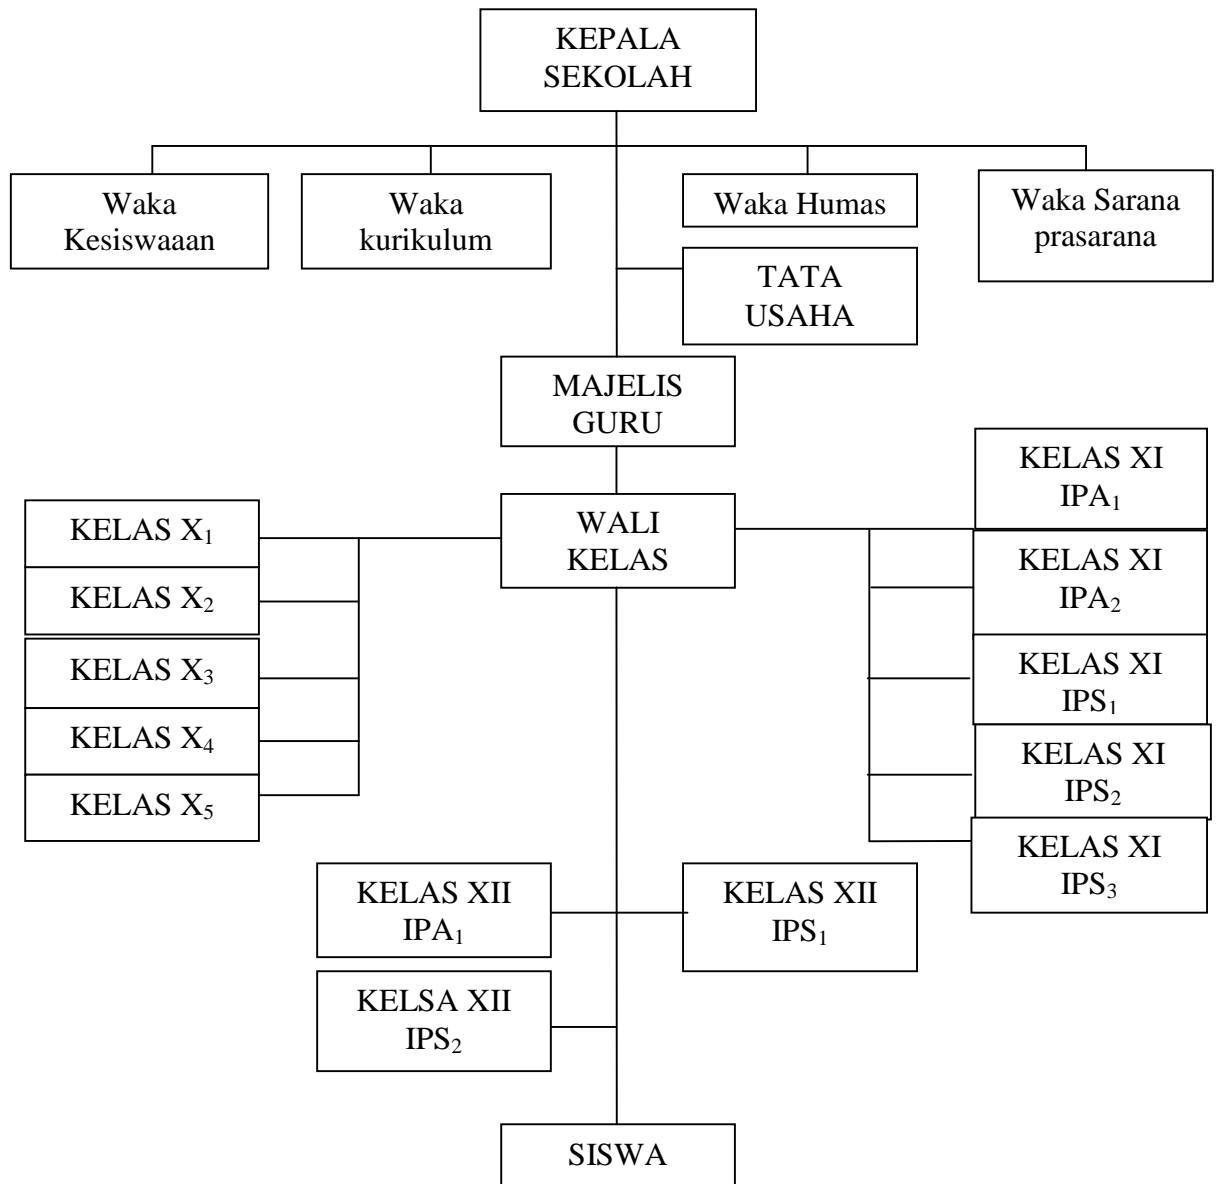 KEPALA
SEKOLAH
Waka
Kesiswaaan
Waka
kurikulum
Waka Humas
Waka Sarana
prasarana
TATA
USAHA
MAJELIS
GURU
WALI
KELAS
KELAS X₁
KELAS X₂
KELAS X₃
KELAS X₄
KELAS X₅
KELAS XI
IPA₁
KELAS XI
IPA₂
KELAS XI
IPS₁
KELAS XI
IPS₂
KELAS XI
IPS₃
KELAS XII
IPA₁
KELAS XII
IPS₁
KELSA XII
IPS₂
SISWA